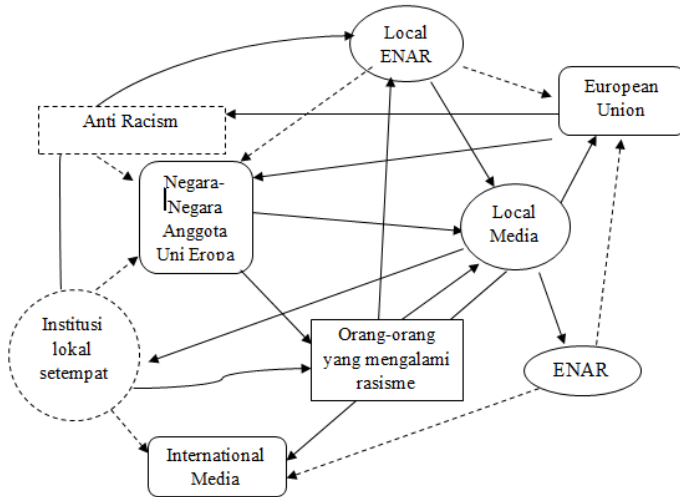 Local
ENAR
European
Union
Anti Racism
Negara-
Negara
Anggota
Uni Eropa
Local
Media
Institusi
lokal
setempat
Orang-orang
yang mengalami
rasisme
ENAR
International
Media